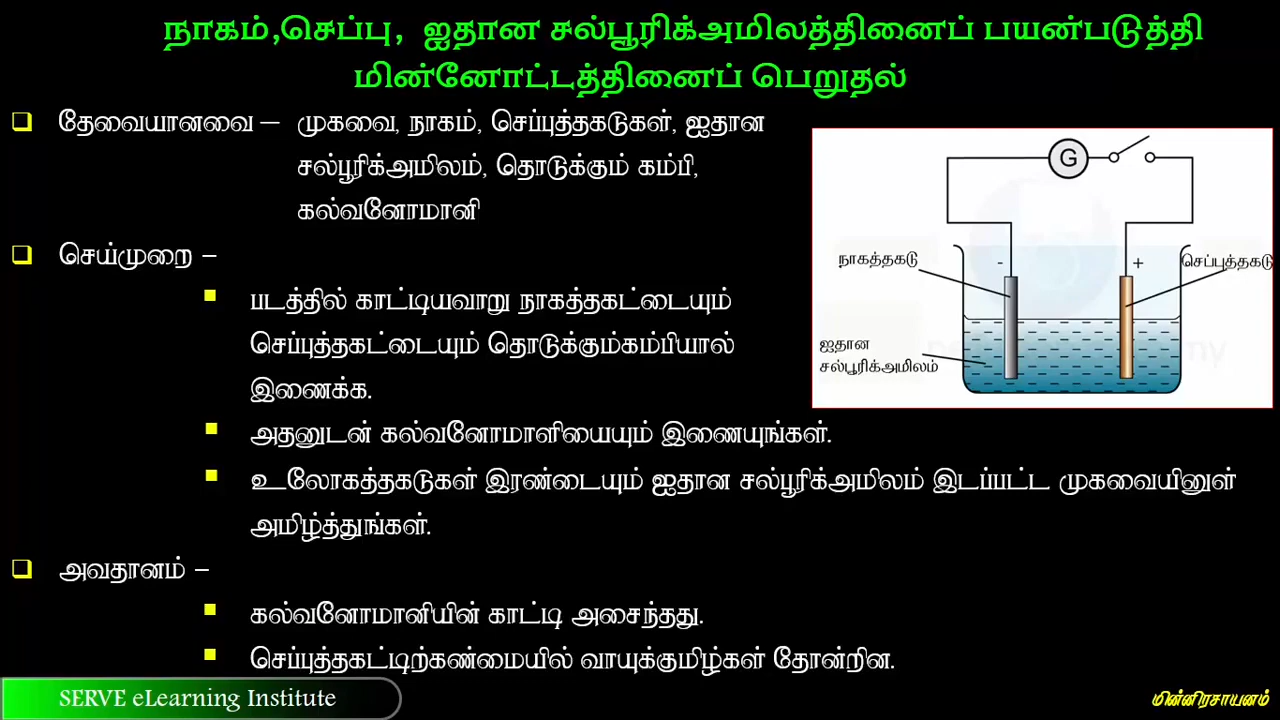 நாகம்,செப்பு, ஐதான சல்பூரிக்அமிலத்தினைப் பயன்படுத்தி
மின்னோட்டத்தினைப் பெறுதல்
தேவையானவை – முகவை, நாகம், செப்புத்தகடுகள், ஐதான
சல்பூரிக்அமிலம், தொடுக்கும் கம்பி,
கல்வனோமானி
செய்முறை –
படத்தில் காட்டியவாறு நாகத்தகட்டையும்
செப்புத்தகட்டையும் தொடுக்கும்கம்பியால்
இணைக்க.
அதனுடன் கல்வனோமாளியையும் இணையுங்கள்.
உலோகத்தகடுகள் இரண்டையும் ஐதான சல்பூரிக்அமிலம் இடப்பட்ட முகவையினுள்
அமிழ்த்துங்கள்.
அவதானம் –
கல்வனோமானியின் காட்டி அசைந்தது.
செப்புத்தகட்டிற்கண்மையில் வாயுக்குமிழ்கள் தோன்றின.
G
நாகத்தகடு
- +
செப்புத்தகடு
ஐதான
சல்பூரிக்அமிலம்
SERVE eLearning Institute
மின்னிரசாயனம்